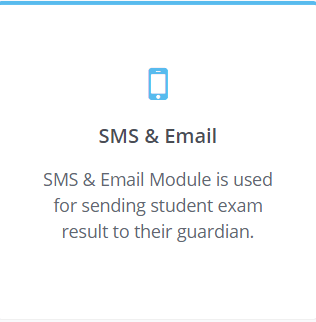 SMS & Email
SMS & Email Module is used
for sending student exam
result to their guardian.